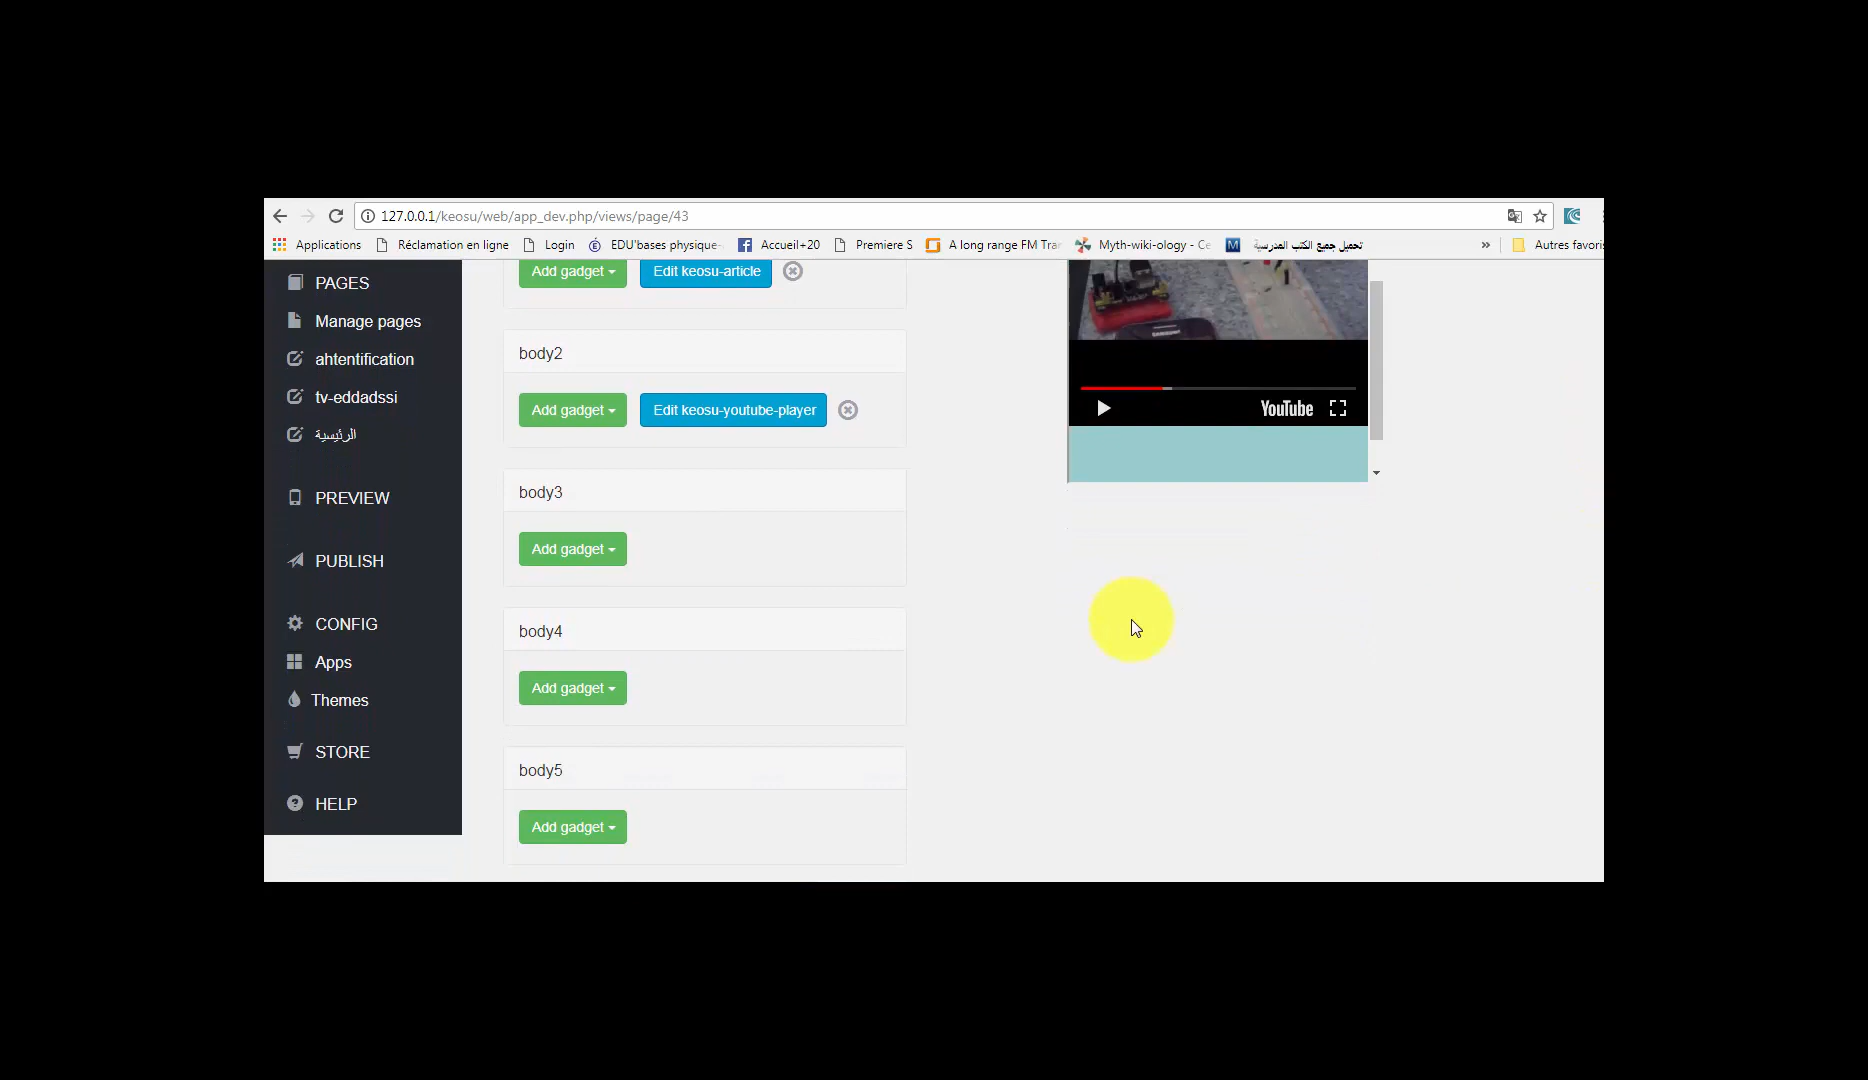 127.0.0.1/keosu/web/app_dev.php/views/page/43
Applications Réclamation en ligne Login EDU'bases physique- Accueil+20 Premiere S A long range FM Tra Myth-wiki-ology - Ce M تحميل جميع الكتب المدرسية » Autres favoris
PAGES
Manage pages
ahtentification
tv-eddadssi
الرئيسية
PREVIEW
PUBLISH
CONFIG
Apps
Themes
STORE
HELP
Add gadget Edit keosu-article
body2
Add gadget Edit keosu-youtube-player
body3
Add gadget
body4
Add gadget
body5
Add gadget
SAMSUNG
YouTube